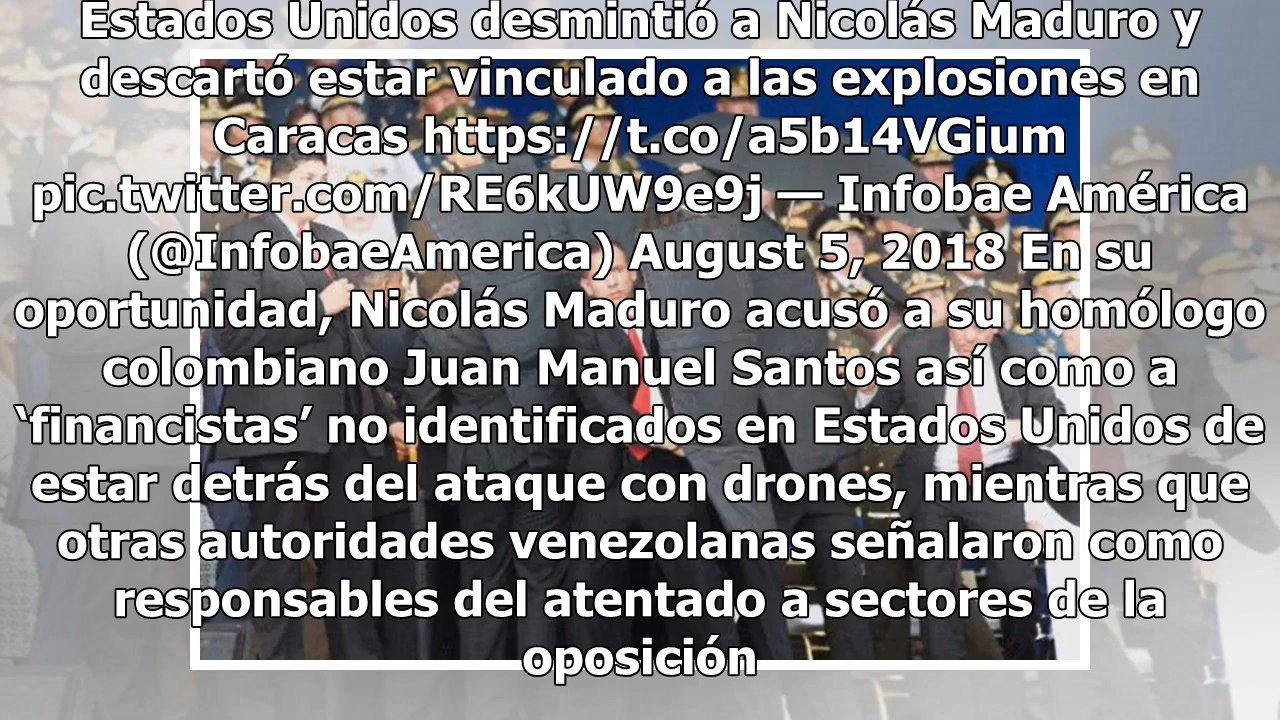 Estados Unidos desmintió a Nicolás Maduro y
descartó estar vinculado a las explosiones en
Caracas https://t.co/a5b14VGium
pic.twitter.com/RE6kUW9e9j — Infobae América
(@InfobaeAmerica) August 5, 2018 En su
oportunidad, Nicolás Maduro acusó a su homólogo
colombiano Juan Manuel Santos así como a
‘financistas’ no identificados en Estados Unidos de
estar detrás del ataque con drones, mientras que
otras autoridades venezolanas señalaron como
responsables del atentado a sectores de la
oposición